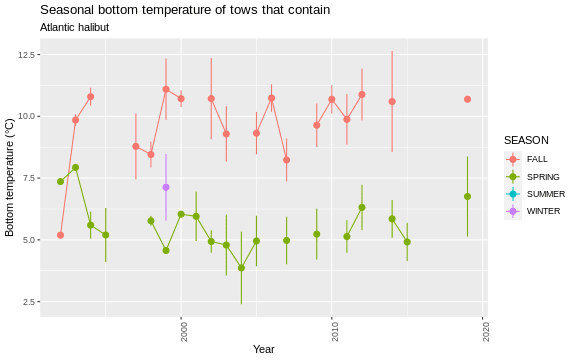 Seasonal bottom temperature of tows that contain
Atlantic halibut
12.5
10.0
7.5
5.0
2.5
Bottom temperature (°C)
2000
2010
2020
Year
SEASON
FALL
SPRING
SUMMER
WINTER